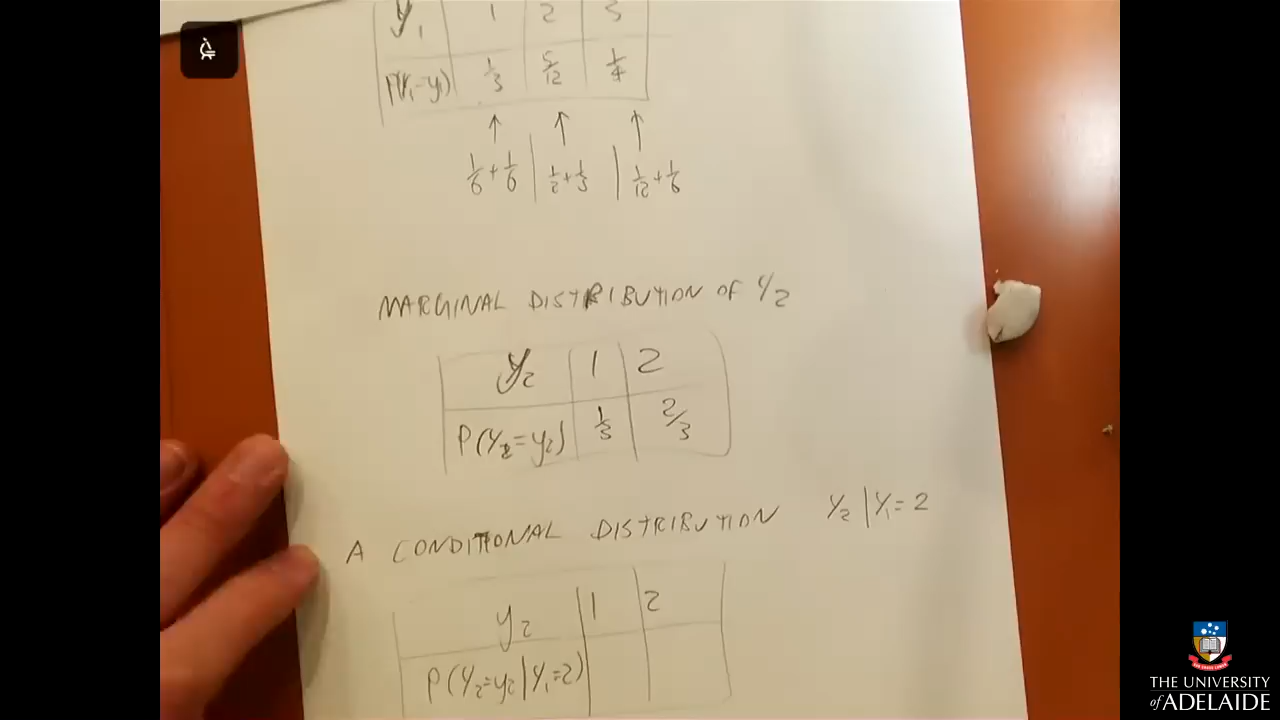 y₁ 1 2 3
P(Y₁=y₁) 1/3 5/12 1/4
↑ ↑ ↑
1/6 + 1/6 | 1/2 + 1/3 | 1/12 + 1/6
MARGINAL DISTRIBUTION OF Y₂
y₂ 1 2
P(Y₂=y₂) 1/3 2/3
A CONDITIONAL DISTRIBUTION Y₂|Y₁=2
y₂ 1 2
P(Y₂=y₂|Y₁=2)
THE UNIVERSITY
of ADELAIDE